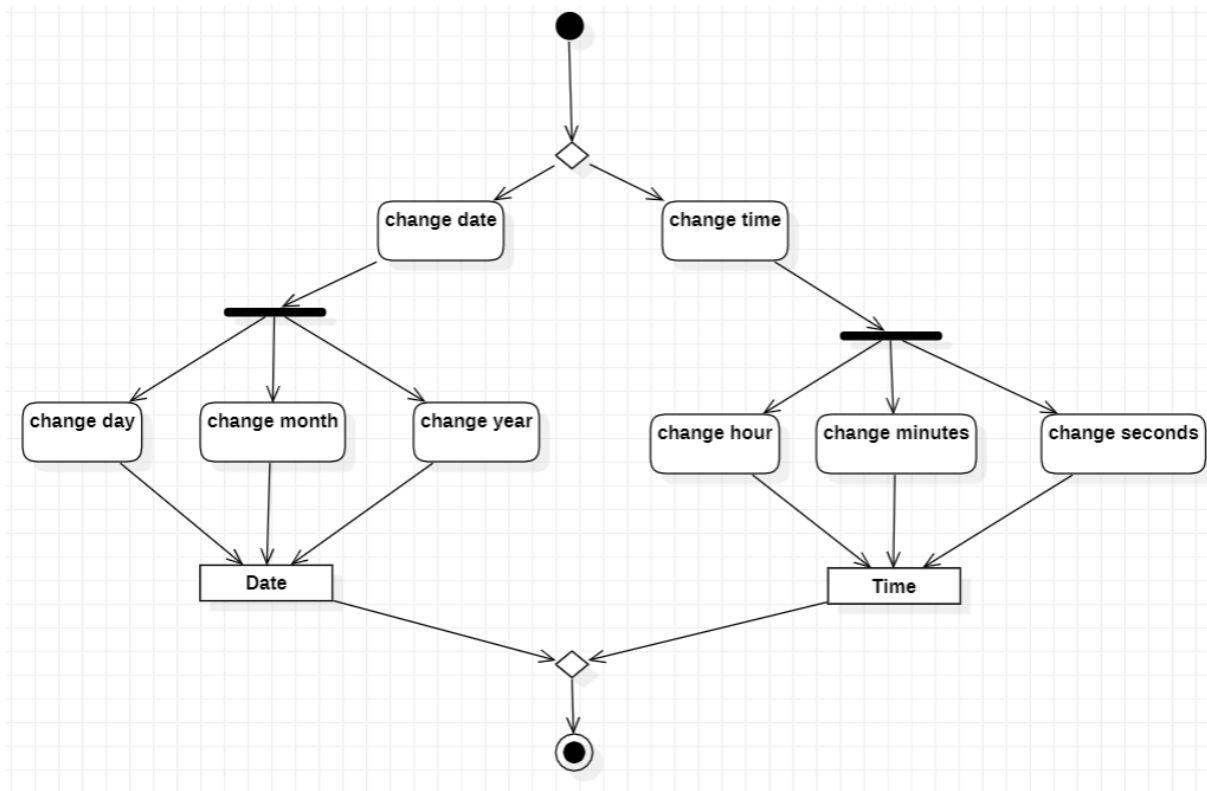 change date
change time
change day
change month
change year
change hour
change minutes
change seconds
Date
Time